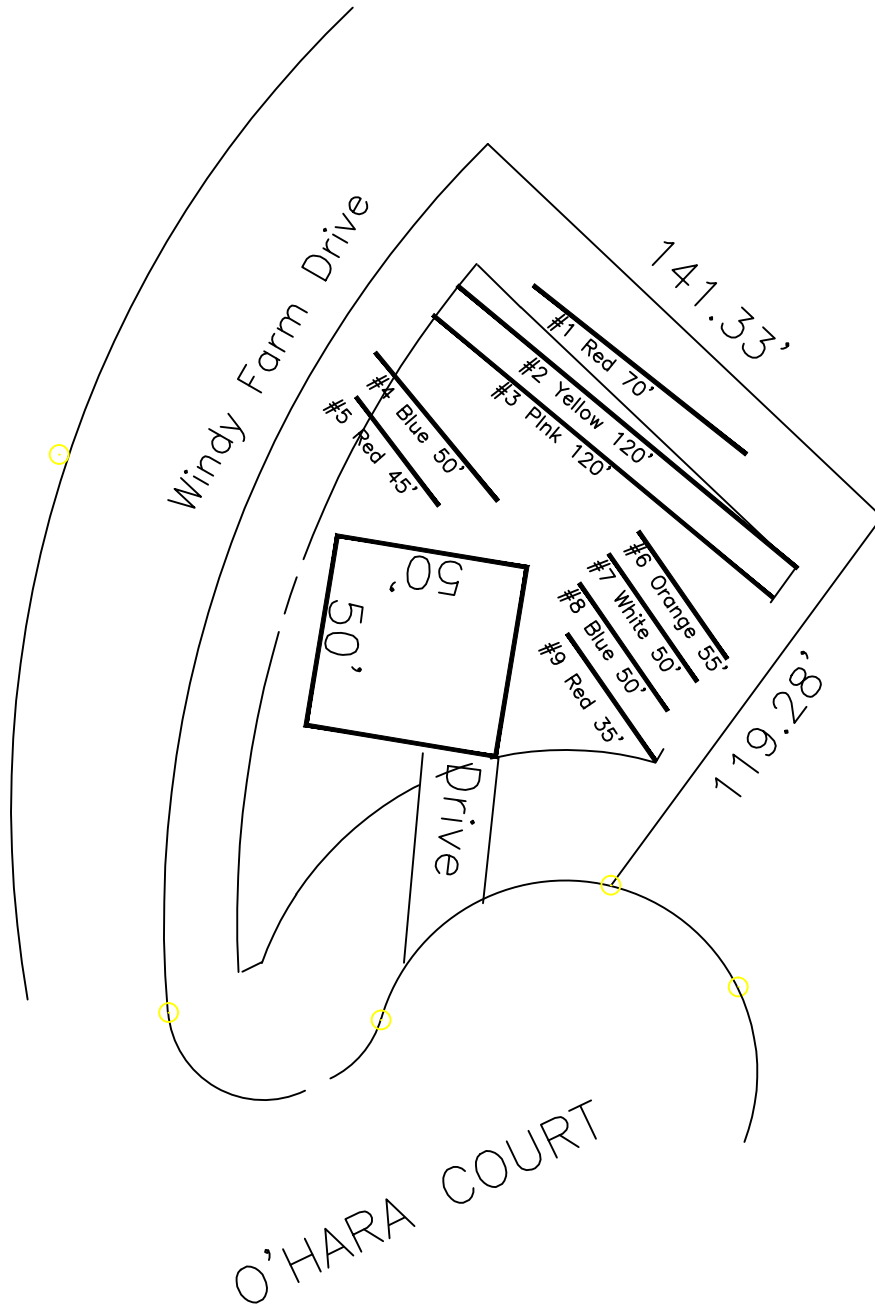 Windy Farm Drive
141.33'
#1 Red 70'
#2 Yellow 120'
#3 PInk 120'
#4 Blue 50'
#5 Red 45'
50'
50'
#6 Orange 55'
#7 White 50'
#8 Blue 50'
#9 Red 35'
119.28'
Drive
O'HARA COURT